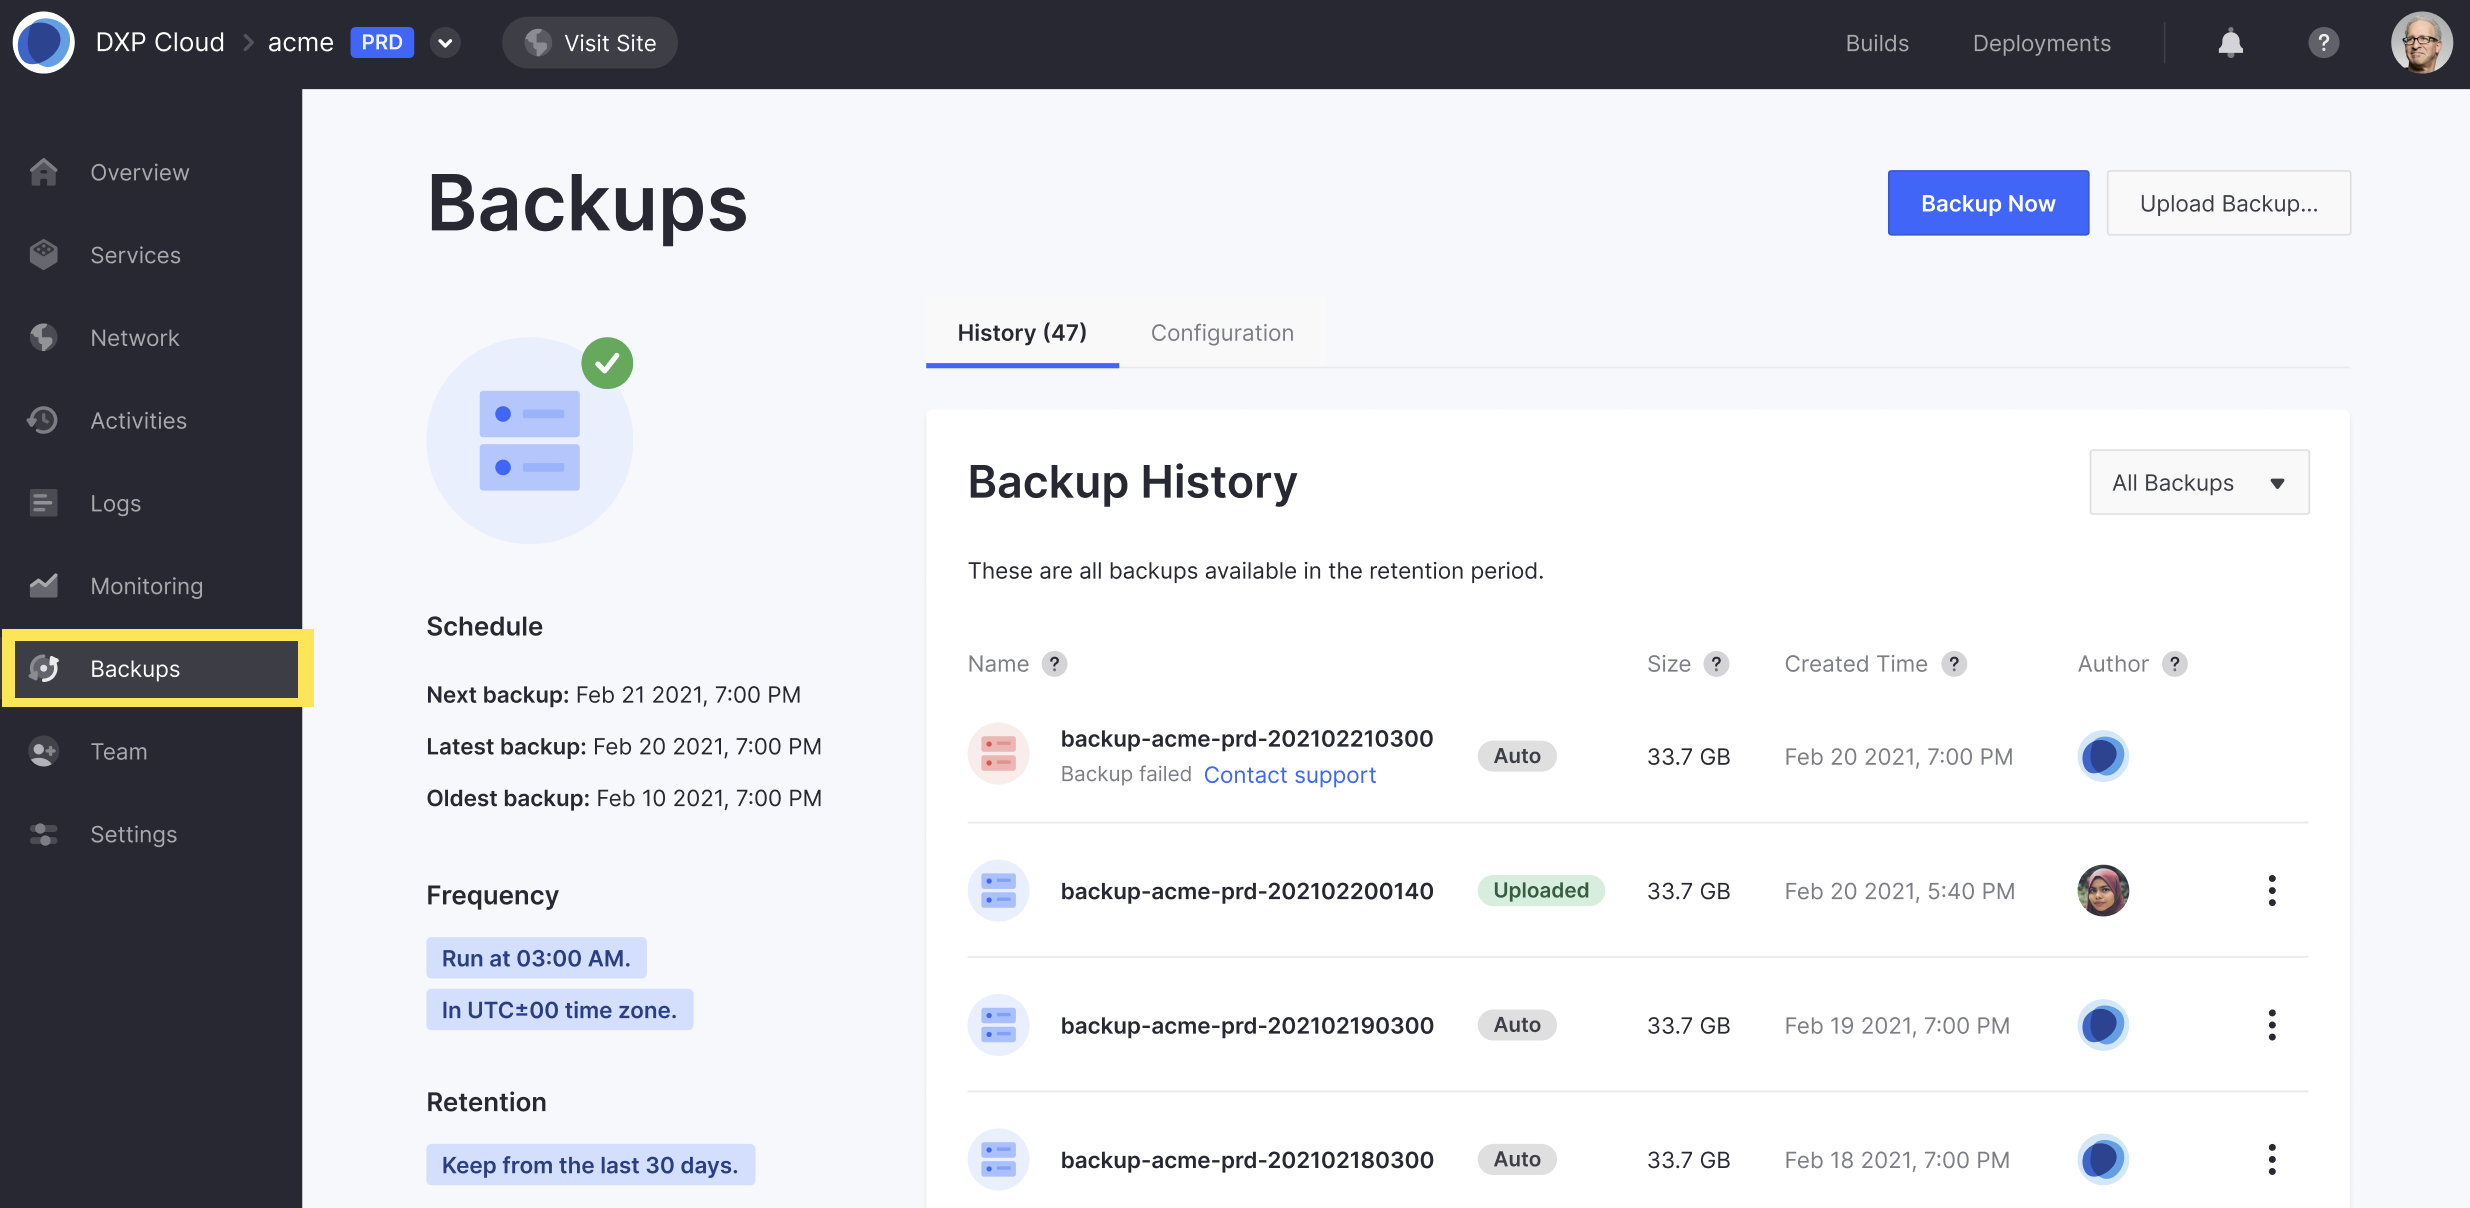 DXP Cloud > acme PRD Visit Site Builds Deployments ?
Overview
Services
Network
Activities
Logs
Monitoring
Backups
Team
Settings
Backups
Backup Now Upload Backup...
Schedule
Next backup: Feb 21 2021, 7:00 PM
Latest backup: Feb 20 2021, 7:00 PM
Oldest backup: Feb 10 2021, 7:00 PM
Frequency
Run at 03:00 AM.
In UTC±00 time zone.
Retention
Keep from the last 30 days.
History (47) Configuration
Backup History
All Backups
These are all backups available in the retention period.
Name ? Size ? Created Time ? Author ?
backup-acme-prd-202102210300 Auto 33.7 GB Feb 20 2021, 7:00 PM
Backup failed Contact support
backup-acme-prd-202102200140 Uploaded 33.7 GB Feb 20 2021, 5:40 PM
backup-acme-prd-202102190300 Auto 33.7 GB Feb 19 2021, 7:00 PM
backup-acme-prd-202102180300 Auto 33.7 GB Feb 18 2021, 7:00 PM